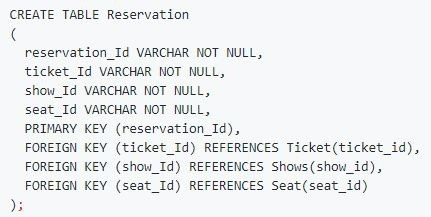 CREATE TABLE Reservation
(
  reservation_Id VARCHAR NOT NULL,
  ticket_Id VARCHAR NOT NULL,
  show_Id VARCHAR NOT NULL,
  seat_Id VARCHAR NOT NULL,
  PRIMARY KEY (reservation_Id),
  FOREIGN KEY (ticket_Id) REFERENCES Ticket(ticket_id),
  FOREIGN KEY (show_Id) REFERENCES Shows(show_id),
  FOREIGN KEY (seat_Id) REFERENCES Seat(seat_id)
);